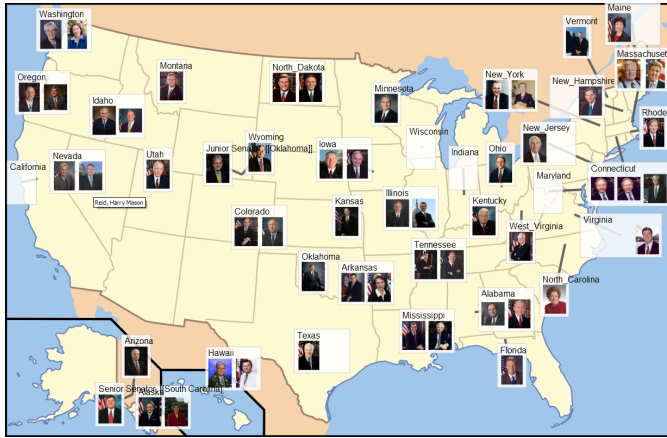 Washington
Maine
Vermont
Massachuset
Oregon
Montana
North_Dakota
Minnesota
New_York
New_Hampshire
Idaho
Rhode
Wisconsin
New_Jersey
Nevada
Utah
Junior Senator, [[Oklahoma]]
Wyoming
Iowa
Indiana
Ohio
California
Maryland
Connecticut
Reid, Harry Mason
Colorado
Kansas
Illinois
Kentucky
Virginia
West_Virginia
Oklahoma
Arkansas
Tennessee
North_Carolina
Mississippi
Alabama
Texas
Florida
Arizona
Hawaii
Senior Senator, [[South Carolina]]
Alaska